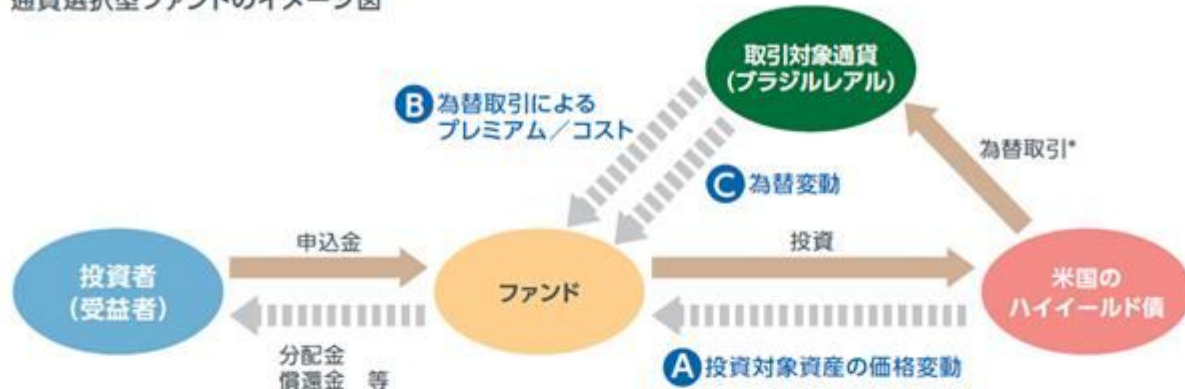 通貨選択型ファンドのイメージ図
取引対象通貨
(ブラジルレアル)
B 為替取引による
プレミアム／コスト
為替取引*
C 為替変動
申込金
投資
投資者
(受益者)
ファンド
米国の
ハイイールド債
分配金
償還金 等
A 投資対象資産の価格変動